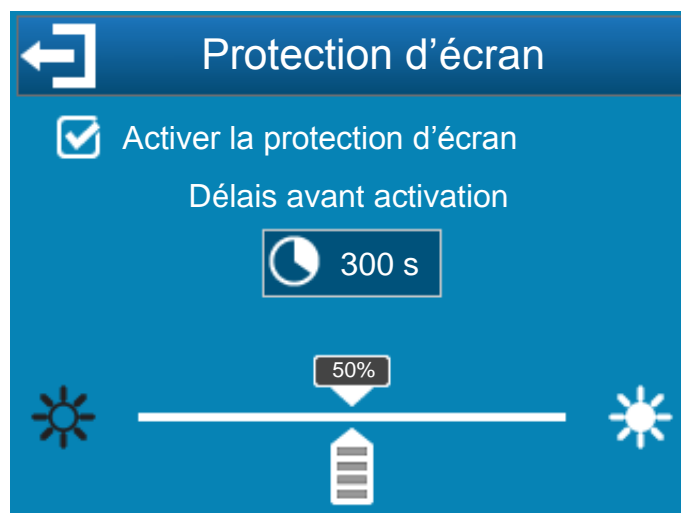 Protection d’écran
Activer la protection d’écran
Délais avant activation
300 s
50%